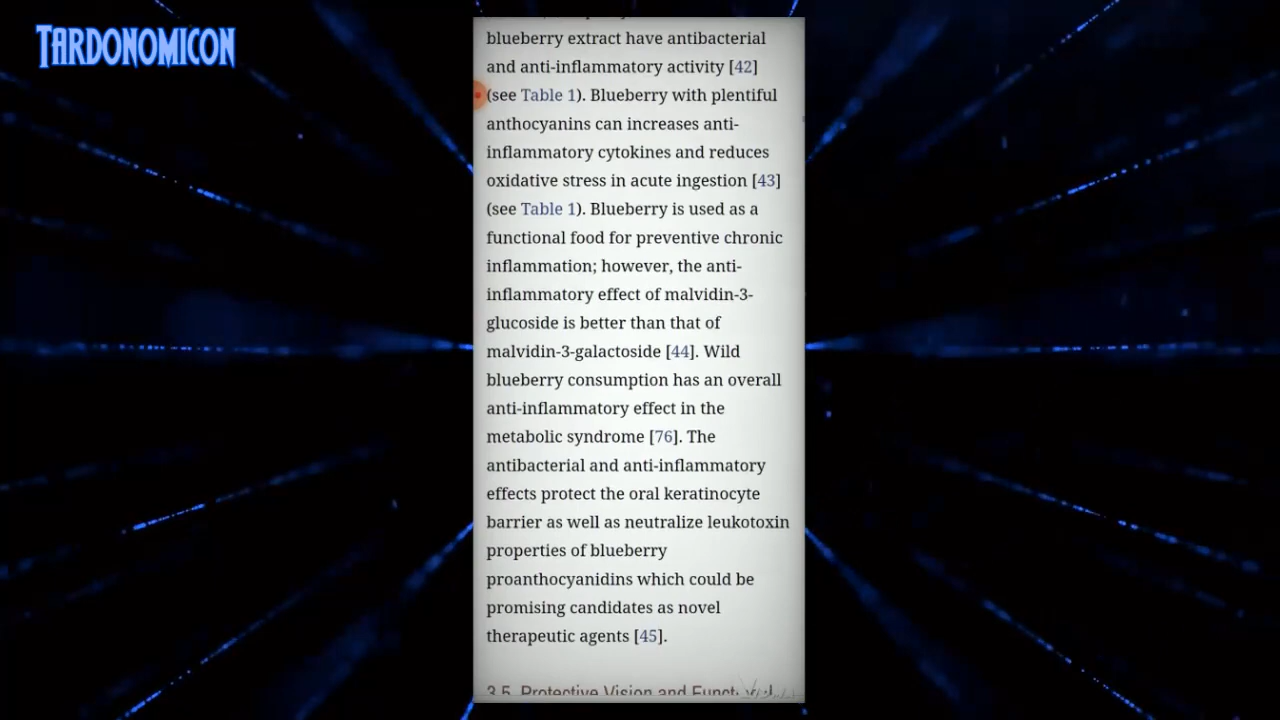 TARDONOMICON
blueberry extract have antibacterial
and anti-inflammatory activity [42]
(see Table 1). Blueberry with plentiful
anthocyanins can increases anti-
inflammatory cytokines and reduces
oxidative stress in acute ingestion [43]
(see Table 1). Blueberry is used as a
functional food for preventive chronic
inflammation; however, the anti-
inflammatory effect of malvidin-3-
glucoside is better than that of
malvidin-3-galactoside [44]. Wild
blueberry consumption has an overall
anti-inflammatory effect in the
metabolic syndrome [76]. The
antibacterial and anti-inflammatory
effects protect the oral keratinocyte
barrier as well as neutralize leukotoxin
properties of blueberry
proanthocyanidins which could be
promising candidates as novel
therapeutic agents [45].
3.5. Protective Vision and